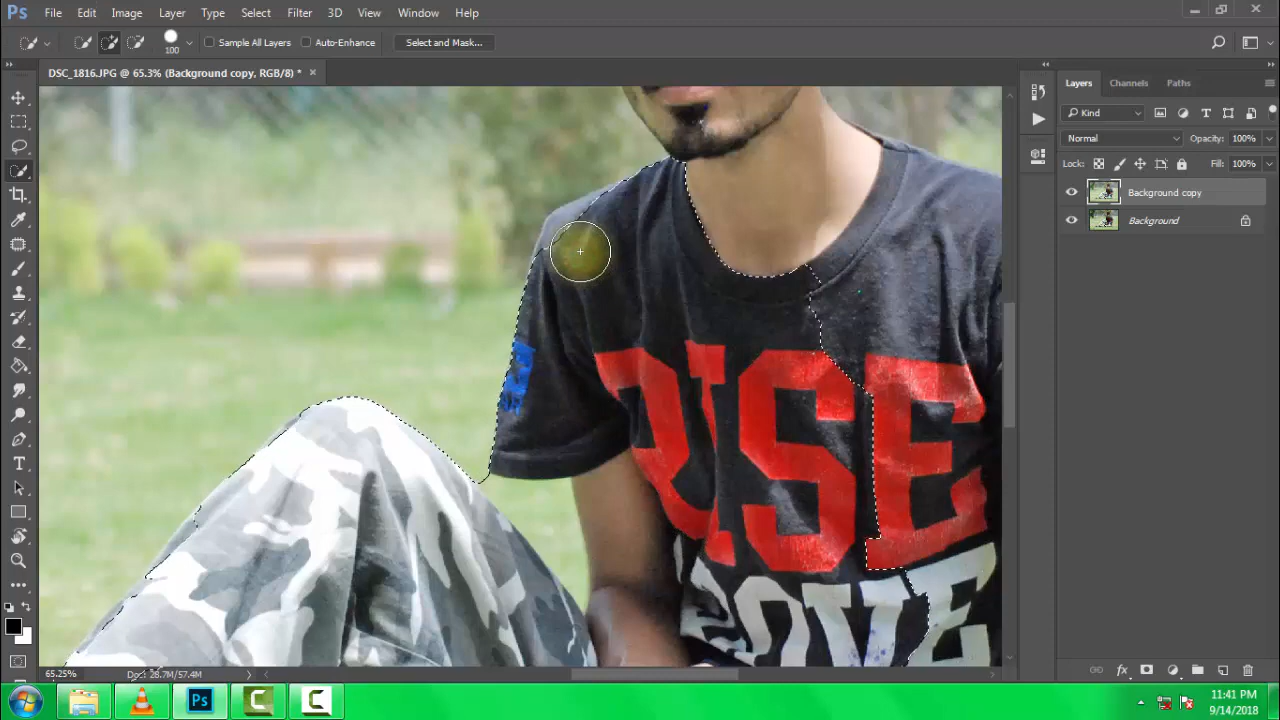 Ps File Edit Image Layer Type Select Filter 3D View Window Help
100 Sample All Layers Auto-Enhance Select and Mask...
DSC_1816.JPG @ 65.3% (Background copy, RGB/8) * ×
Layers Channels Paths
Kind
Normal Opacity: 100%
Lock: Fill: 100%
Background copy
Background
RISE
ABOVE
65.25% Doc: 28.7M/57.4M
Ps
11:41 PM
9/14/2018